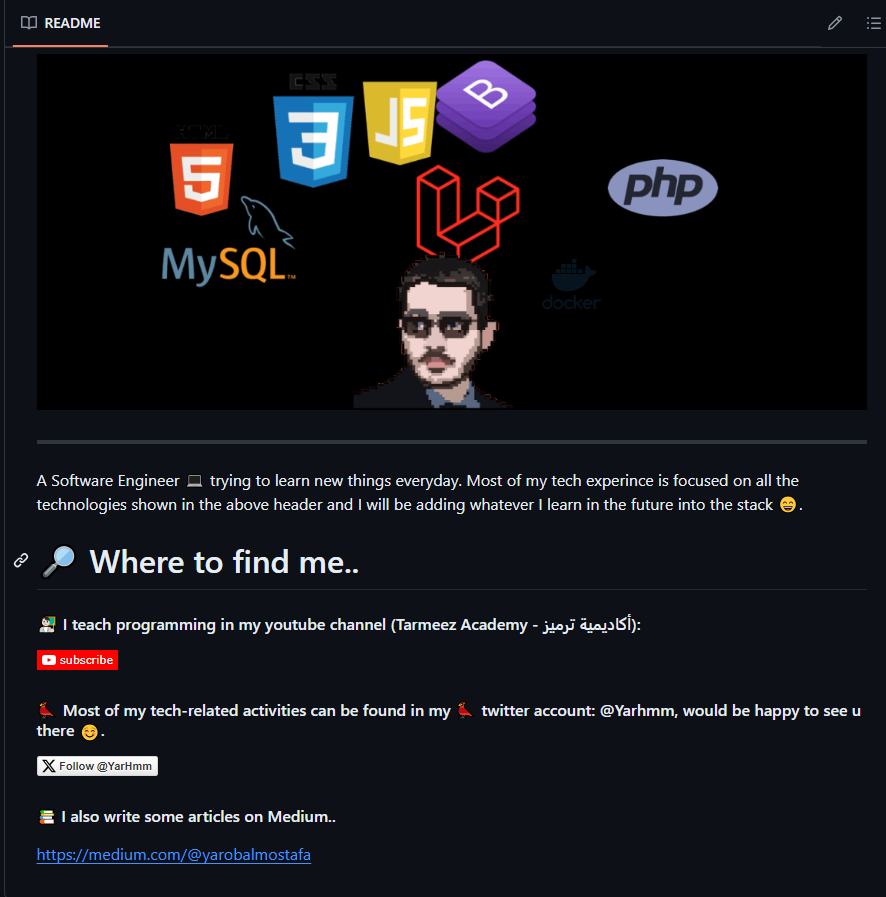 README
CSS
HTML
5
3
JS
B
php
MySQL™
docker
A Software Engineer 💻 trying to learn new things everyday. Most of my tech experince is focused on all the
technologies shown in the above header and I will be adding whatever I learn in the future into the stack 😄.
🔎 Where to find me..
👨🏻‍🏫 I teach programming in my youtube channel (Tarmeez Academy - أكاديمية ترميز):
subscribe
🐦 Most of my tech-related activities can be found in my 🐦 twitter account: @Yarhmm, would be happy to see u
there 😊.
X Follow @YarHmm
📚 I also write some articles on Medium..
https://medium.com/@yarobalmostafa